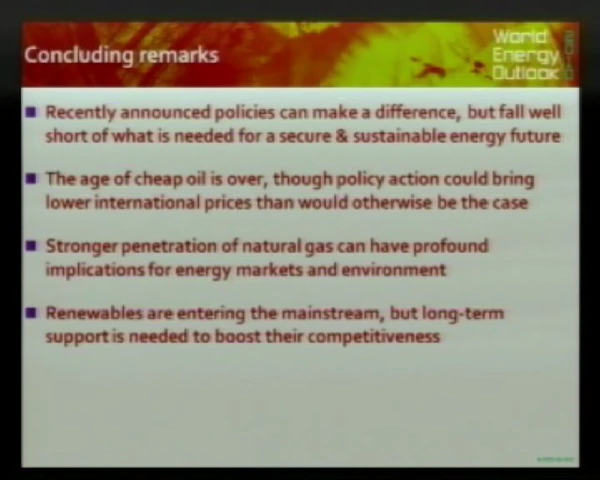 Concluding remarks
World
Energy
Outlook
2010
Recently announced policies can make a difference, but fall well
short of what is needed for a secure & sustainable energy future
The age of cheap oil is over, though policy action could bring
lower international prices than would otherwise be the case
Stronger penetration of natural gas can have profound
implications for energy markets and environment
Renewables are entering the mainstream, but long-term
support is needed to boost their competitiveness